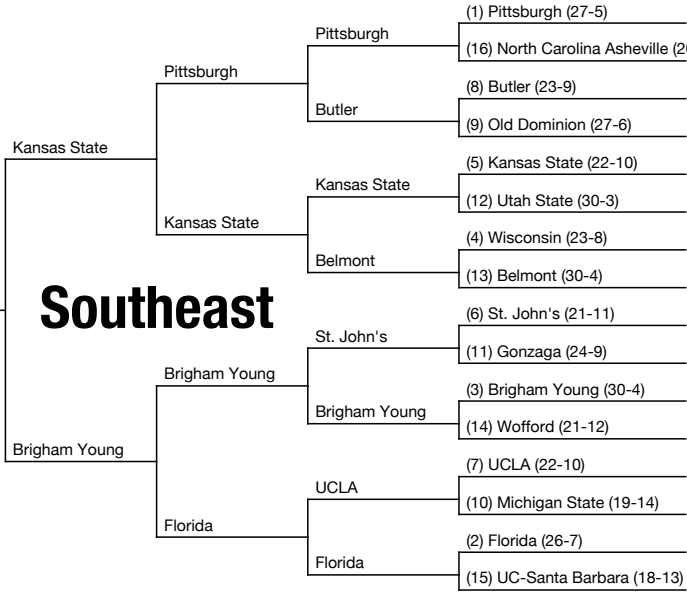 (1) Pittsburgh (27-5)
Pittsburgh
(16) North Carolina Asheville
Pittsburgh
(8) Butler (23-9)
Butler
(9) Old Dominion (27-6)
Kansas State
(5) Kansas State (22-10)
Kansas State
(12) Utah State (30-3)
Kansas State
(4) Wisconsin (23-8)
Belmont
(13) Belmont (30-4)
Southeast
(6) St. John's (21-11)
St. John's
(11) Gonzaga (24-9)
Brigham Young
(3) Brigham Young (30-4)
Brigham Young
(14) Wofford (21-12)
Brigham Young
(7) UCLA (22-10)
UCLA
(10) Michigan State (19-14)
Florida
(2) Florida (26-7)
Florida
(15) UC-Santa Barbara (18-13)